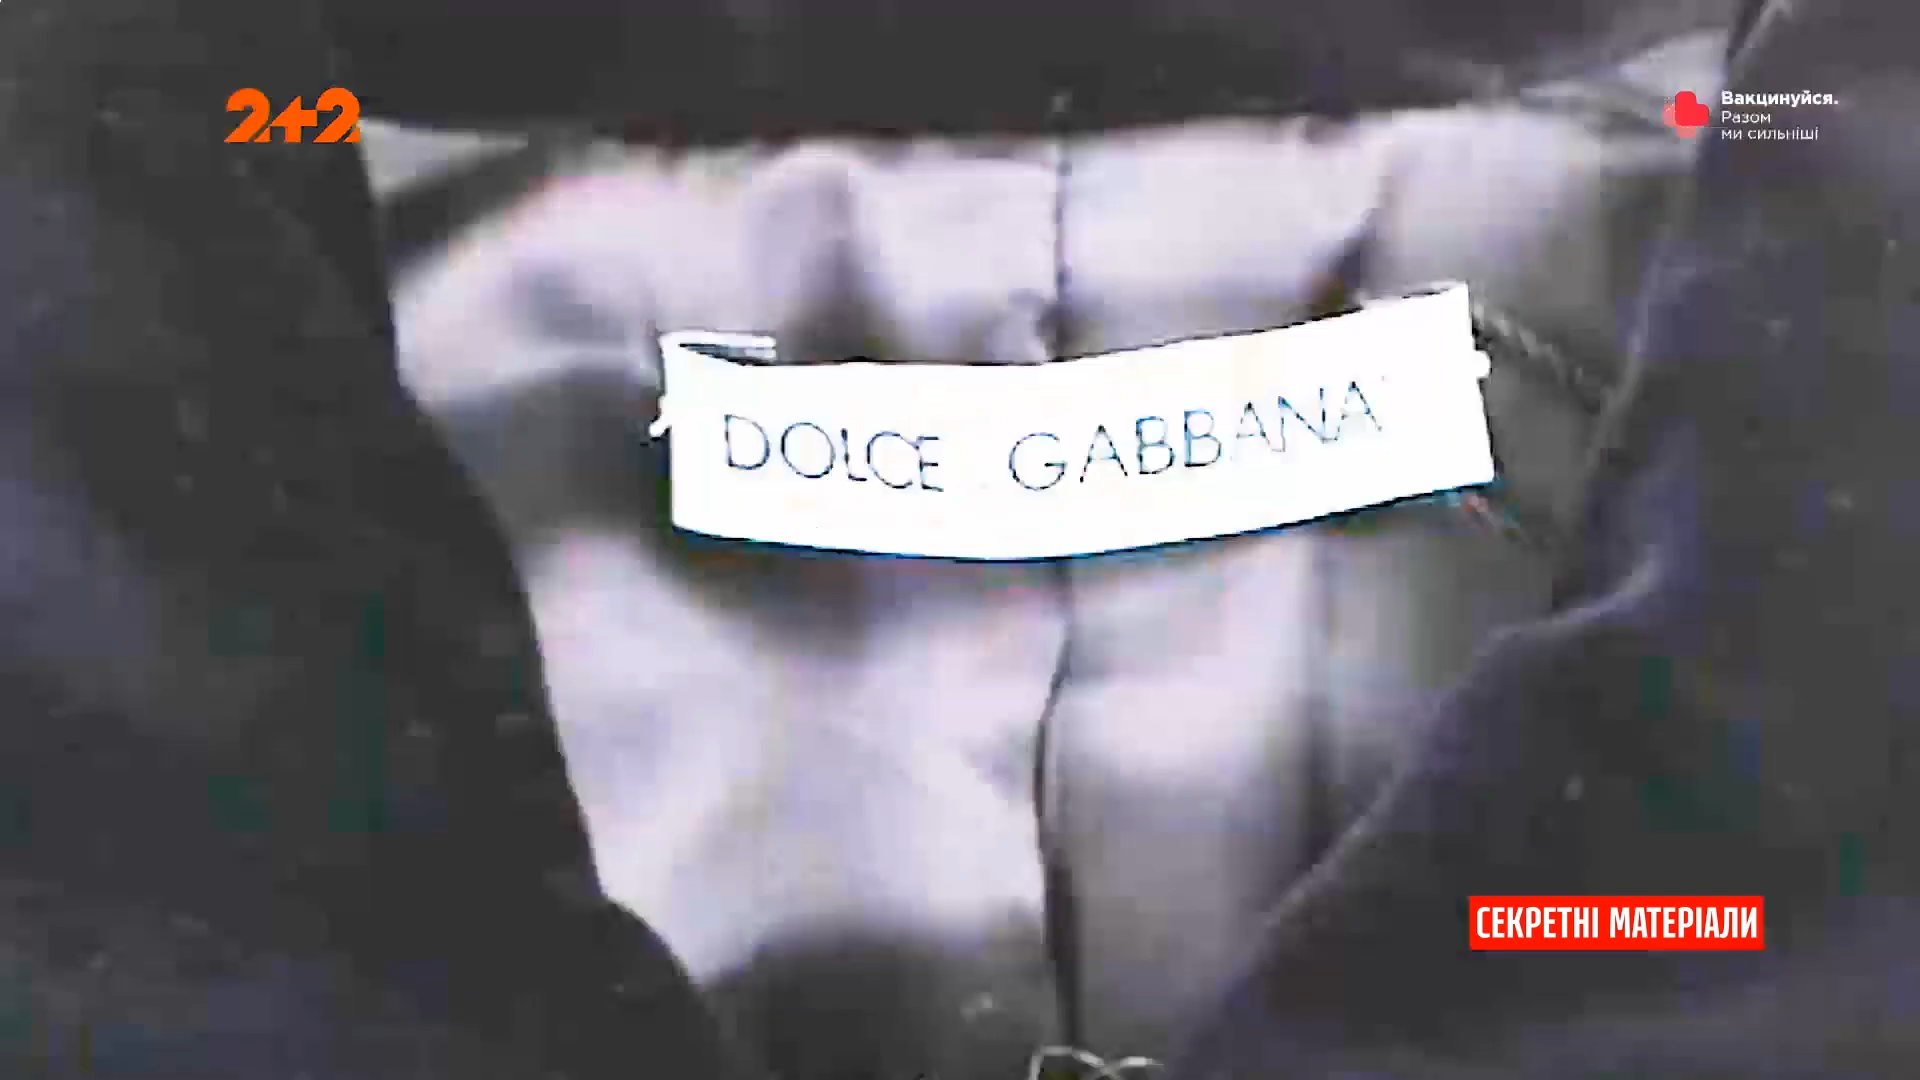 2+2
Вакцинуйся.
Разом
ми сильніші
DOLCE GABBANA
СЕКРЕТНІ МАТЕРІАЛИ